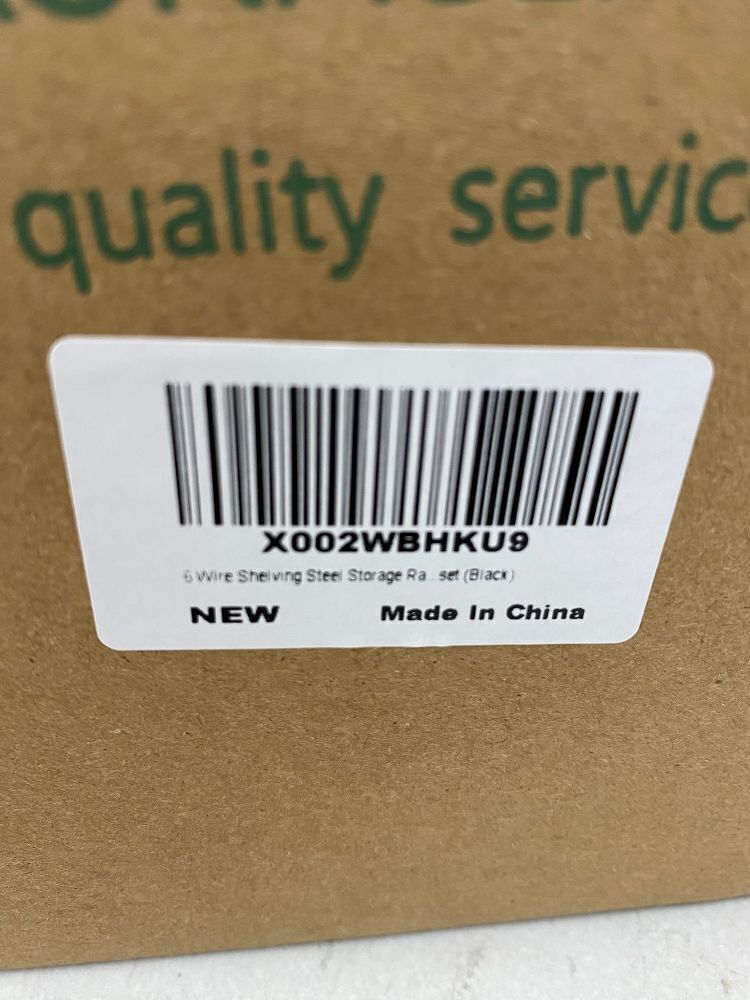 quality servic
X002WBHKU9
6 Wire Shelving Steel Storage Ra...set (Black)
NEW Made In China